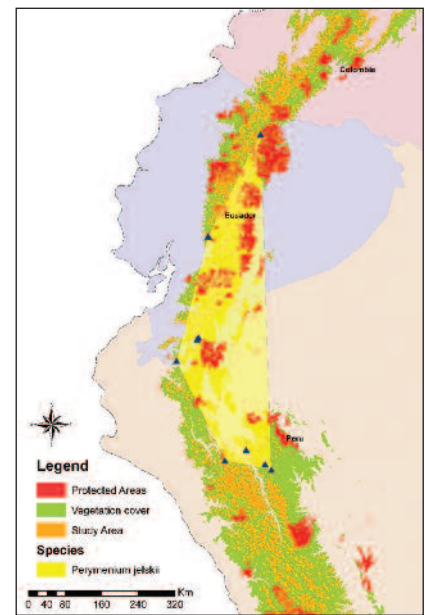 Colombia
Ecuador
Peru
Legend
Protected Areas
Vegetation cover
Study Area
Species
Perymenium jelskii
Km
0 40 80 160 240 320